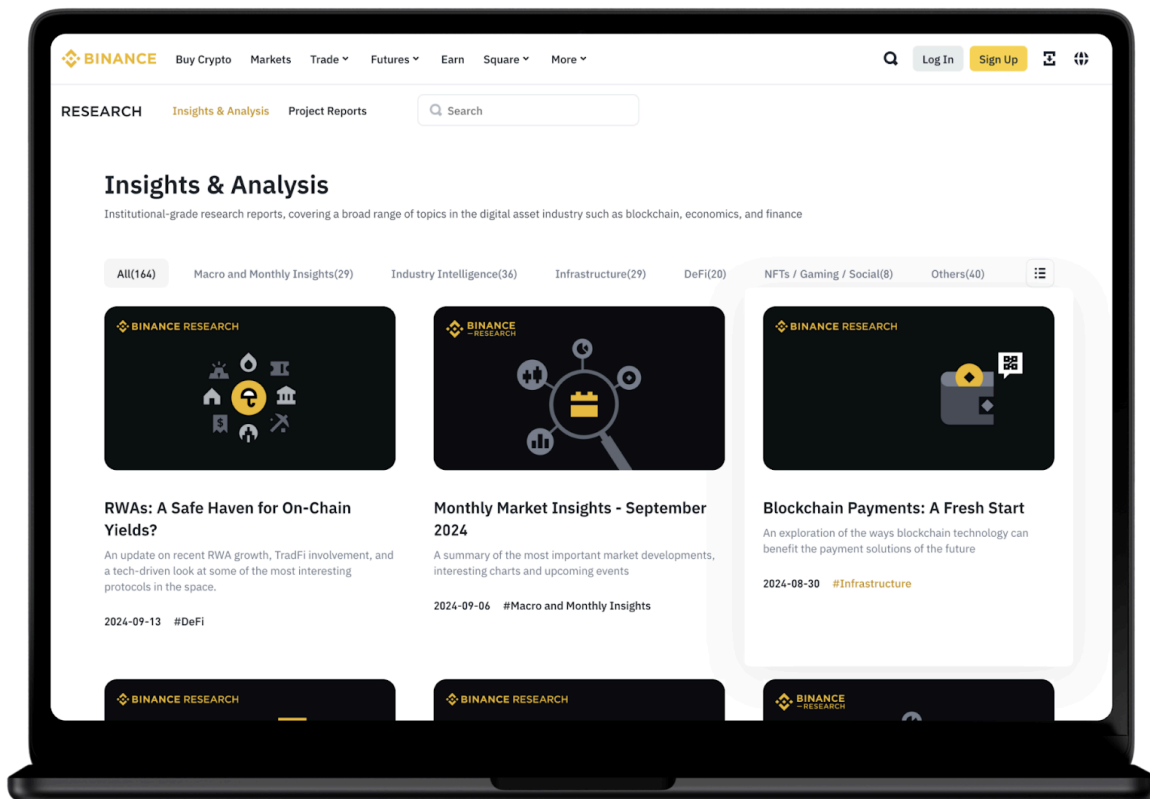 BINANCE Buy Crypto Markets Trade Futures Earn Square More Log In Sign Up
RESEARCH Insights & Analysis Project Reports Search
Insights & Analysis
Institutional-grade research reports, covering a broad range of topics in the digital asset industry such as blockchain, economics, and finance
All(164) Macro and Monthly Insights(29) Industry Intelligence(36) Infrastructure(29) DeFi(20) NFTs / Gaming / Social(8) Others(40)
BINANCE RESEARCH
$
RWAs: A Safe Haven for On-Chain
Yields?
An update on recent RWA growth, TradFi involvement, and
a tech-driven look at some of the most interesting
protocols in the space.
2024-09-13 #DeFi
BINANCE
RESEARCH
Monthly Market Insights - September
2024
A summary of the most important market developments,
interesting charts and upcoming events
2024-09-06 #Macro and Monthly Insights
BINANCE RESEARCH
Blockchain Payments: A Fresh Start
An exploration of the ways blockchain technology can
benefit the payment solutions of the future
2024-08-30 #Infrastructure
BINANCE RESEARCH
BINANCE RESEARCH
BINANCE
RESEARCH